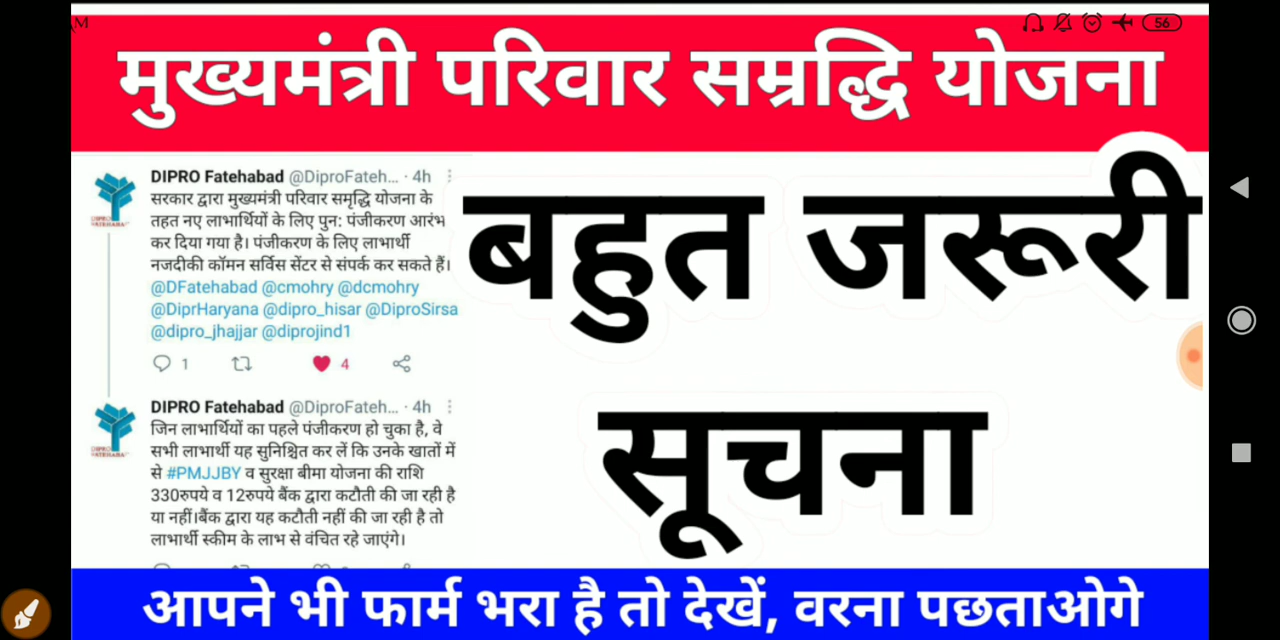 M
56
मुख्यमंत्री परिवार सम्रद्धि योजना
DIPRO Fatehabad @DiproFateh... · 4h
सरकार द्वारा मुख्यमंत्री परिवार समृद्धि योजना के
तहत नए लाभार्थियों के लिए पुन: पंजीकरण आरंभ
कर दिया गया है। पंजीकरण के लिए लाभार्थी
नजदीकी कॉमन सर्विस सेंटर से संपर्क कर सकते हैं।
@DFatehabad @cmohry @dcmohry
@DiprHaryana @dipro_hisar @DiproSirsa
@dipro_jhajjar @diprojind1
1 4
DIPRO Fatehabad @DiproFateh... · 4h
जिन लाभार्थियों का पहले पंजीकरण हो चुका है, वे
सभी लाभार्थी यह सुनिश्चित कर लें कि उनके खातों में
से #PMJJBY व सुरक्षा बीमा योजना की राशि
330रुपये व 12रुपये बैंक द्वारा कटौती की जा रही है
या नहीं।बैंक द्वारा यह कटौती नहीं की जा रही है तो
लाभार्थी स्कीम के लाभ से वंचित रहे जाएंगे।
बहुत जरूरी
सूचना
आपने भी फार्म भरा है तो देखें, वरना पछताओगे